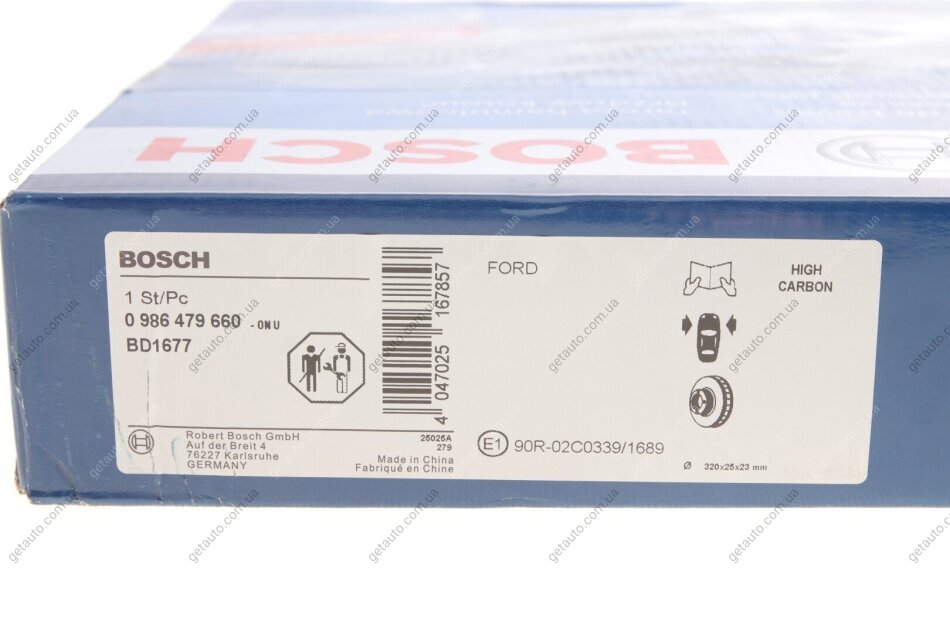 BOSCH
BOSCH
1 St/Pc
0 986 479 660 - 0N U
BD1677
4 047025 167857
Robert Bosch GmbH
Auf der Breit 4
76227 Karlsruhe
GERMANY
25025A
279
Made in China
Fabriqué en Chine
FORD
E1 90R-02C0339/1689
HIGH
CARBON
Ø 320x25x23 mm
getauto.com.ua